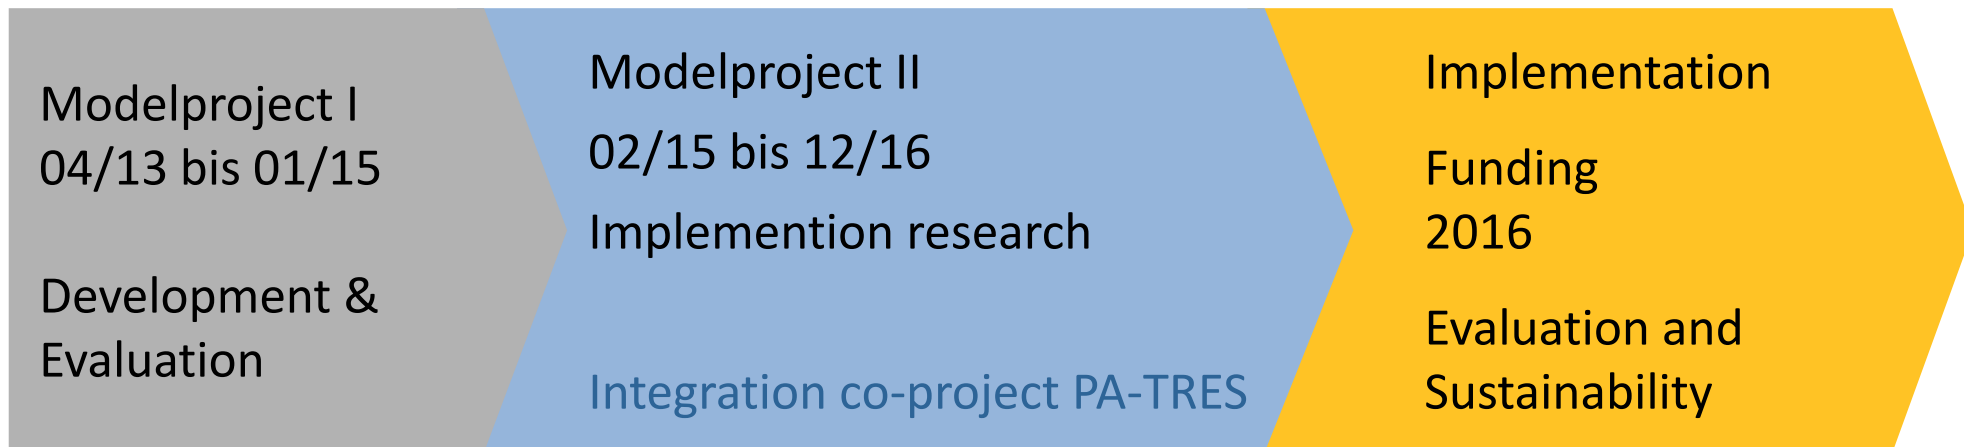 Modelproject I
04/13 bis 01/15
Development &
Evaluation
Modelproject II
02/15 bis 12/16
Implemention research
Integration co-project PA-TRES
Implementation
Funding
2016
Evaluation and
Sustainability